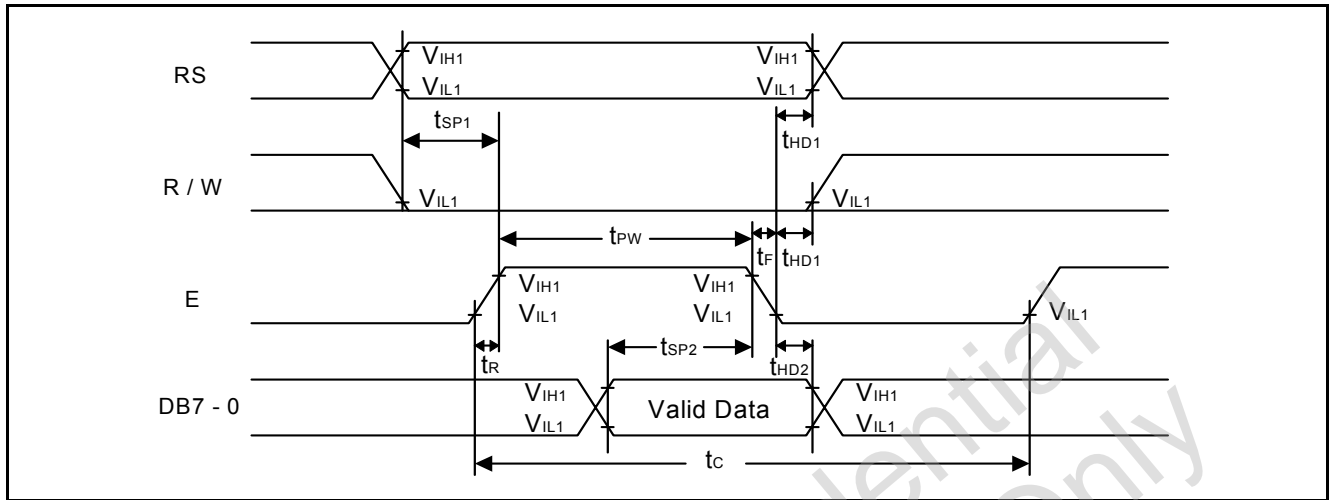 RS
VIH1 VIH1
VIL1 VIL1
tSP1
tHD1
R / W
VIL1 VIL1
tPW
tF tHD1
E
VIH1 VIH1
VIL1 VIL1 VIL1
tR
tSP2
tHD2
DB7 - 0
VIH1 Valid Data VIH1
VIL1 VIL1
tC
Only